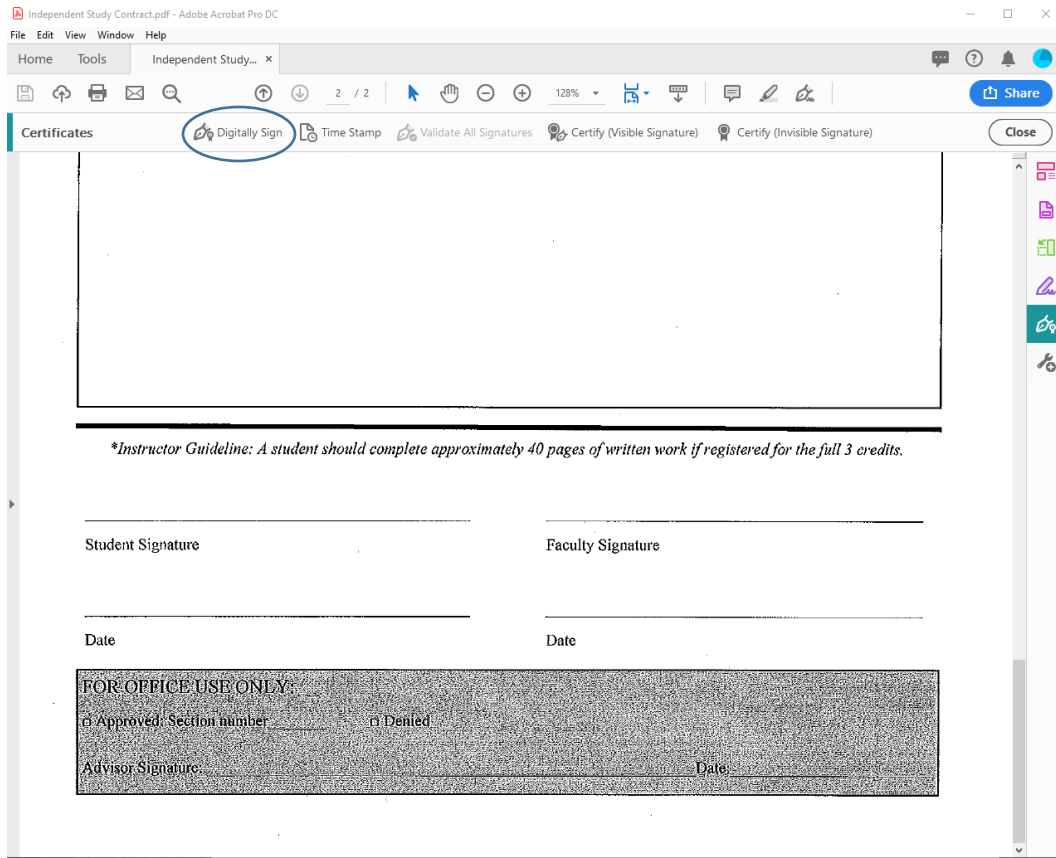 Independent Study Contract.pdf - Adobe Acrobat Pro DC
File Edit View Window Help
Home Tools Independent Study... ×
2 / 2 128% Share
Certificates Digitally Sign Time Stamp Validate All Signatures Certify (Visible Signature) Certify (Invisible Signature) Close
*Instructor Guideline: A student should complete approximately 40 pages of written work if registered for the full 3 credits.
Student Signature Faculty Signature
Date Date
FOR OFFICE USE ONLY:
□ Approved: Section number □ Denied
Advisor Signature: Date: